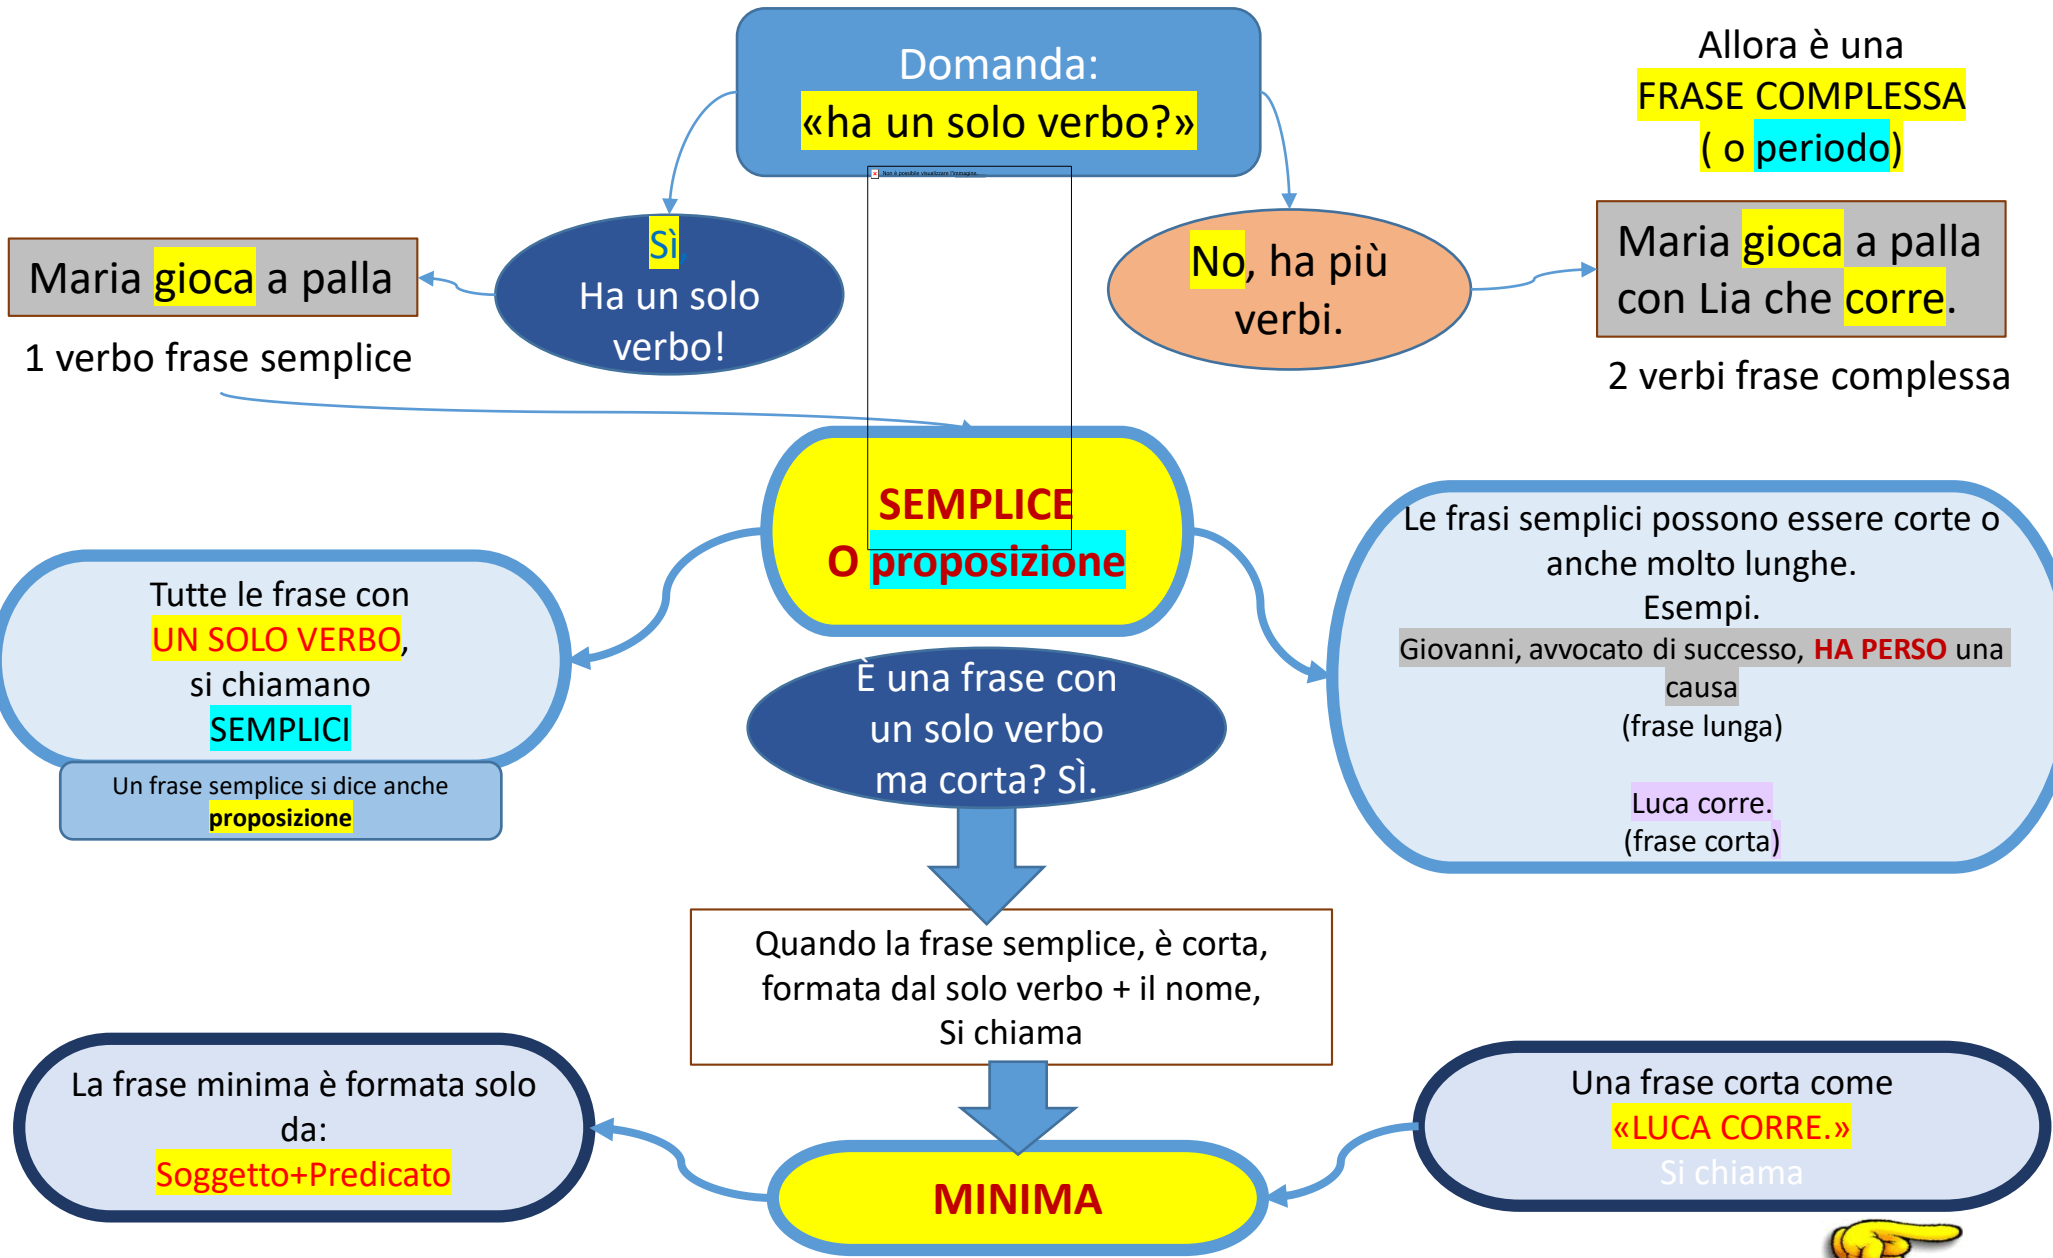 Domanda:
«ha un solo verbo?»
Non è possibile visualizzare l'immagine.
Allora è una
FRASE COMPLESSA
( o periodo)
Sì
Ha un solo
verbo!
No, ha più
verbi.
Maria gioca a palla
1 verbo frase semplice
Maria gioca a palla
con Lia che corre.
2 verbi frase complessa
SEMPLICE
O proposizione
Tutte le frase con
UN SOLO VERBO,
si chiamano
SEMPLICI
Un frase semplice si dice anche
proposizione
Le frasi semplici possono essere corte o
anche molto lunghe.
Esempi.
Giovanni, avvocato di successo, HA PERSO una
causa
(frase lunga)
Luca corre.
(frase corta)
È una frase con
un solo verbo
ma corta? SÌ.
Quando la frase semplice, è corta,
formata dal solo verbo + il nome,
Si chiama
La frase minima è formata solo
da:
Soggetto+Predicato
MINIMA
Una frase corta come
«LUCA CORRE.»
Si chiama